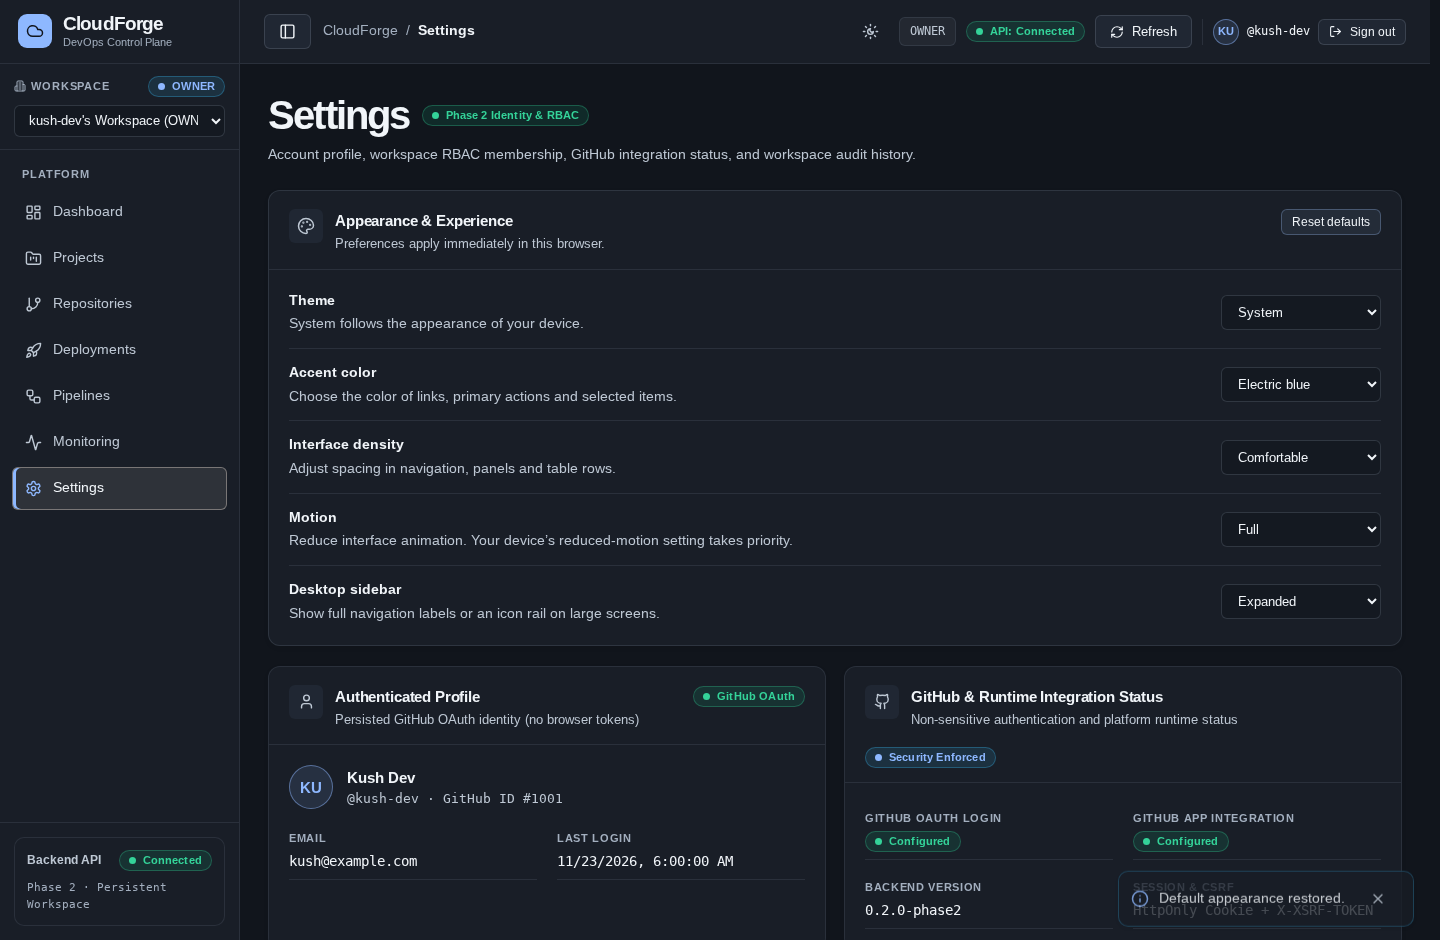 CloudForge
DevOps Control Plane
WORKSPACE
OWNER
kush-dev's Workspace (OWN
PLATFORM
Dashboard
Projects
Repositories
Deployments
Pipelines
Monitoring
Settings
Backend API
Connected
Phase 2 · Persistent
Workspace
CloudForge / Settings
OWNER
API: Connected
Refresh
KU
@kush-dev
Sign out
Settings
Phase 2 Identity & RBAC
Account profile, workspace RBAC membership, GitHub integration status, and workspace audit history.
Appearance & Experience
Preferences apply immediately in this browser.
Reset defaults
Theme
System follows the appearance of your device.
System
Accent color
Choose the color of links, primary actions and selected items.
Electric blue
Interface density
Adjust spacing in navigation, panels and table rows.
Comfortable
Motion
Reduce interface animation. Your device’s reduced-motion setting takes priority.
Full
Desktop sidebar
Show full navigation labels or an icon rail on large screens.
Expanded
Authenticated Profile
Persisted GitHub OAuth identity (no browser tokens)
GitHub OAuth
KU
Kush Dev
@kush-dev · GitHub ID #1001
EMAIL
kush@example.com
LAST LOGIN
11/23/2026, 6:00:00 AM
GitHub & Runtime Integration Status
Non-sensitive authentication and platform runtime status
Security Enforced
GITHUB OAUTH LOGIN
Configured
GITHUB APP INTEGRATION
Configured
BACKEND VERSION
0.2.0-phase2
SESSION & CSRF
HttpOnly Cookie + X-XSRF-TOKEN
Default appearance restored.